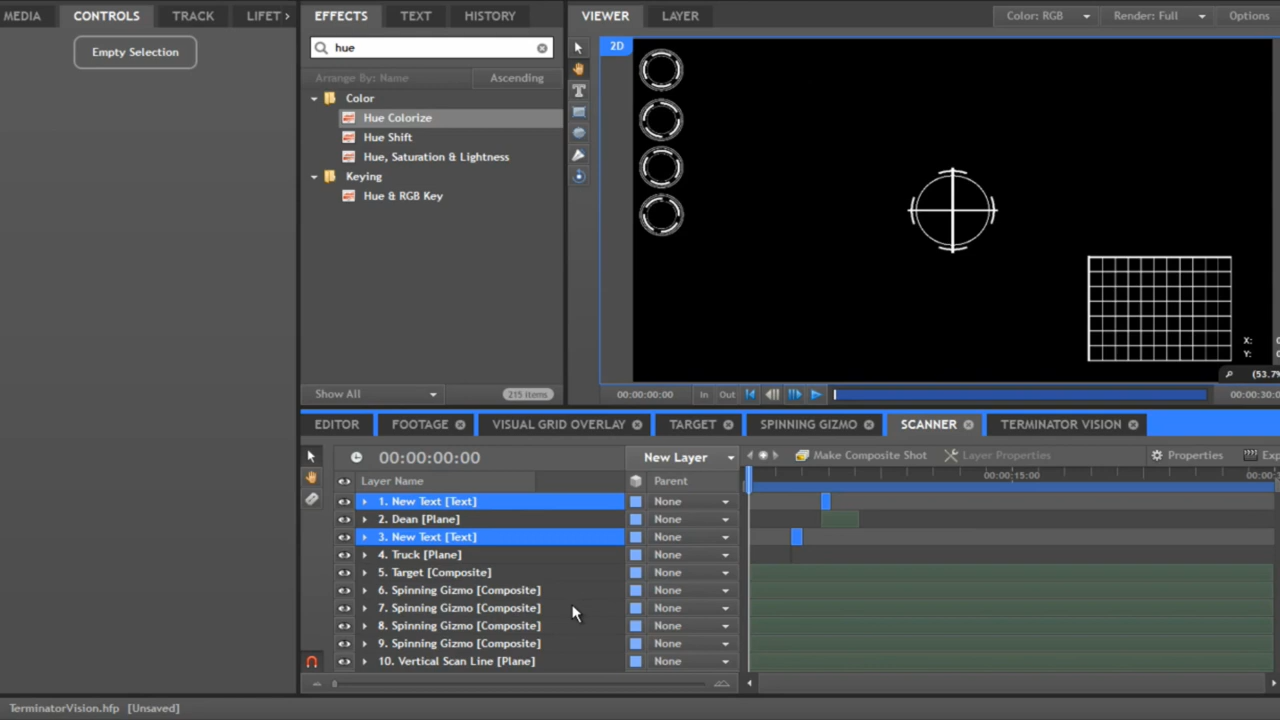 MEDIA CONTROLS TRACK LIFET
Empty Selection
EFFECTS TEXT HISTORY
hue
Arrange By: Name Ascending
Color
Hue Colorize
Hue Shift
Hue, Saturation & Lightness
Keying
Hue & RGB Key
Show All 215 Items
VIEWER LAYER Color: RGB Render: Full Options
2D
T
X:
Y:
(53.7%
00:00:00:00 In Out 00:00:30:0
EDITOR FOOTAGE VISUAL GRID OVERLAY TARGET SPINNING GIZMO SCANNER TERMINATOR VISION
00:00:00:00 New Layer Make Composite Shot Layer Properties Properties Exp
Layer Name Parent 00:00:15:00 00:00:
1. New Text [Text] None
2. Dean [Plane] None
3. New Text [Text] None
4. Truck [Plane] None
5. Target [Composite] None
6. Spinning Gizmo [Composite] None
7. Spinning Gizmo [Composite] None
8. Spinning Gizmo [Composite] None
9. Spinning Gizmo [Composite] None
10. Vertical Scan Line [Plane] None
TerminatorVision.hfp [Unsaved]